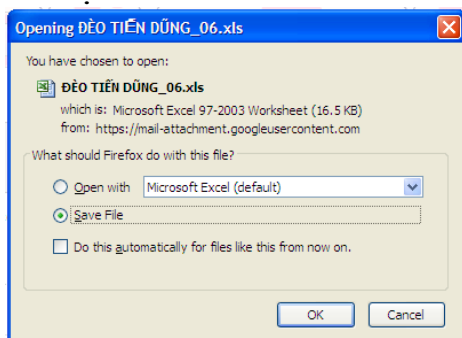 Opening ĐÈO TIẾN DŨNG_06.xls
You have chosen to open:
ĐÈO TIẾN DŨNG_06.xls
which is: Microsoft Excel 97-2003 Worksheet (16.5 KB)
from: https://mail-attachment.googleusercontent.com
What should Firefox do with this file?
Open with Microsoft Excel (default)
Save File
Do this automatically for files like this from now on.
OK Cancel